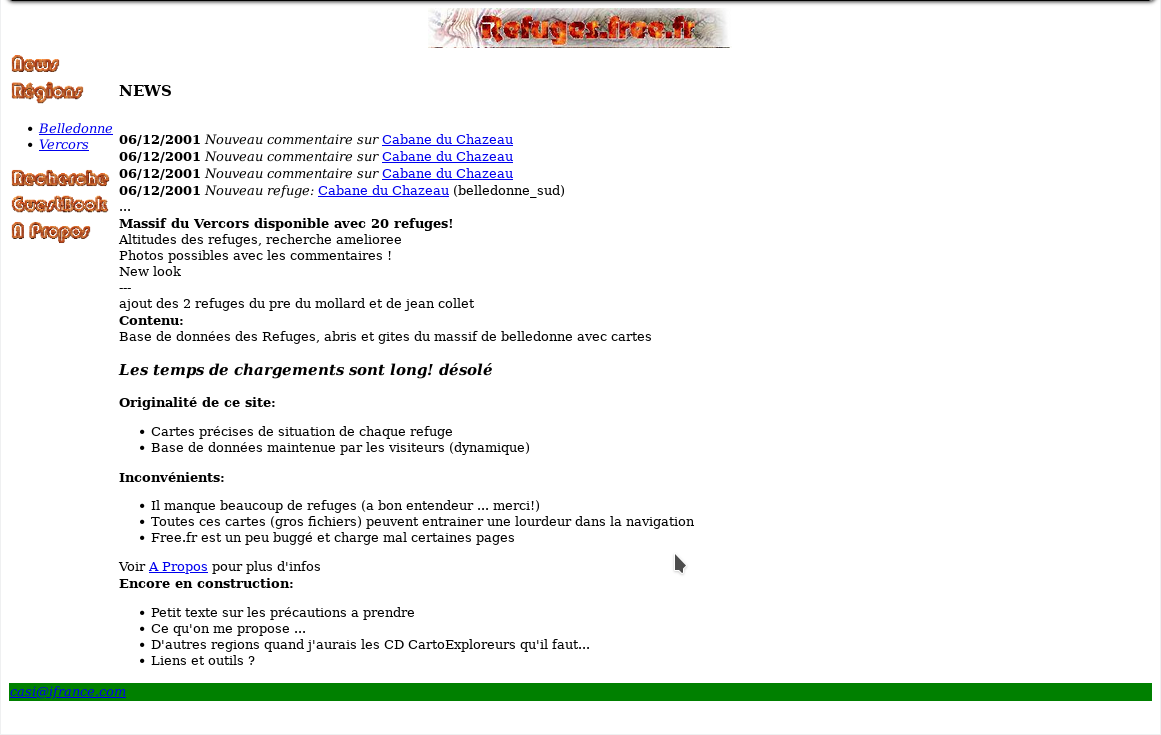 Refuges.free.fr
News
Régions
• Belledonne
• Vercors
Recherche
GuestBook
A Propos
NEWS
06/12/2001 Nouveau commentaire sur Cabane du Chazeau
06/12/2001 Nouveau commentaire sur Cabane du Chazeau
06/12/2001 Nouveau commentaire sur Cabane du Chazeau
06/12/2001 Nouveau refuge: Cabane du Chazeau (belledonne_sud)
...
Massif du Vercors disponible avec 20 refuges!
Altitudes des refuges, recherche amelioree
Photos possibles avec les commentaires !
New look
---
ajout des 2 refuges du pre du mollard et de jean collet
Contenu:
Base de données des Refuges, abris et gites du massif de belledonne avec cartes
Les temps de chargements sont long! désolé
Originalité de ce site:
• Cartes précises de situation de chaque refuge
• Base de données maintenue par les visiteurs (dynamique)
Inconvénients:
• Il manque beaucoup de refuges (a bon entendeur ... merci!)
• Toutes ces cartes (gros fichiers) peuvent entrainer une lourdeur dans la navigation
• Free.fr est un peu buggé et charge mal certaines pages
Voir A Propos pour plus d'infos
Encore en construction:
• Petit texte sur les précautions a prendre
• Ce qu'on me propose ...
• D'autres regions quand j'aurais les CD CartoExploreurs qu'il faut...
• Liens et outils ?
casi@ifrance.com